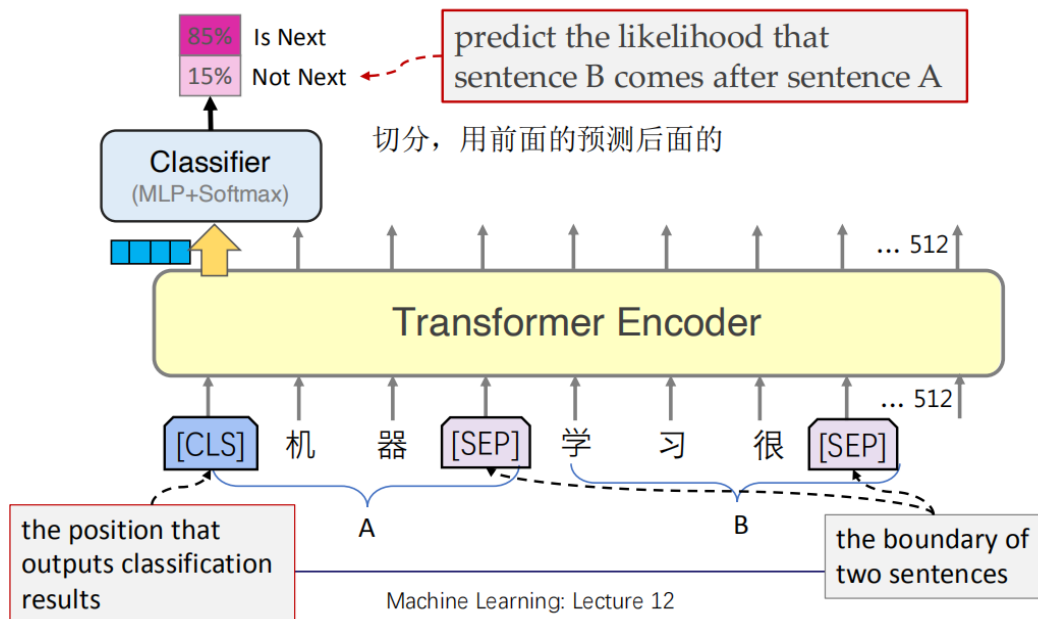 85% Is Next
15% Not Next
predict the likelihood that
sentence B comes after sentence A
切分，用前面的预测后面的
Classifier
(MLP+Softmax)
... 512
Transformer Encoder
... 512
[CLS] 机 器 [SEP] 学 习 很 [SEP]
A B
the position that
outputs classification
results
the boundary of
two sentences
Machine Learning: Lecture 12